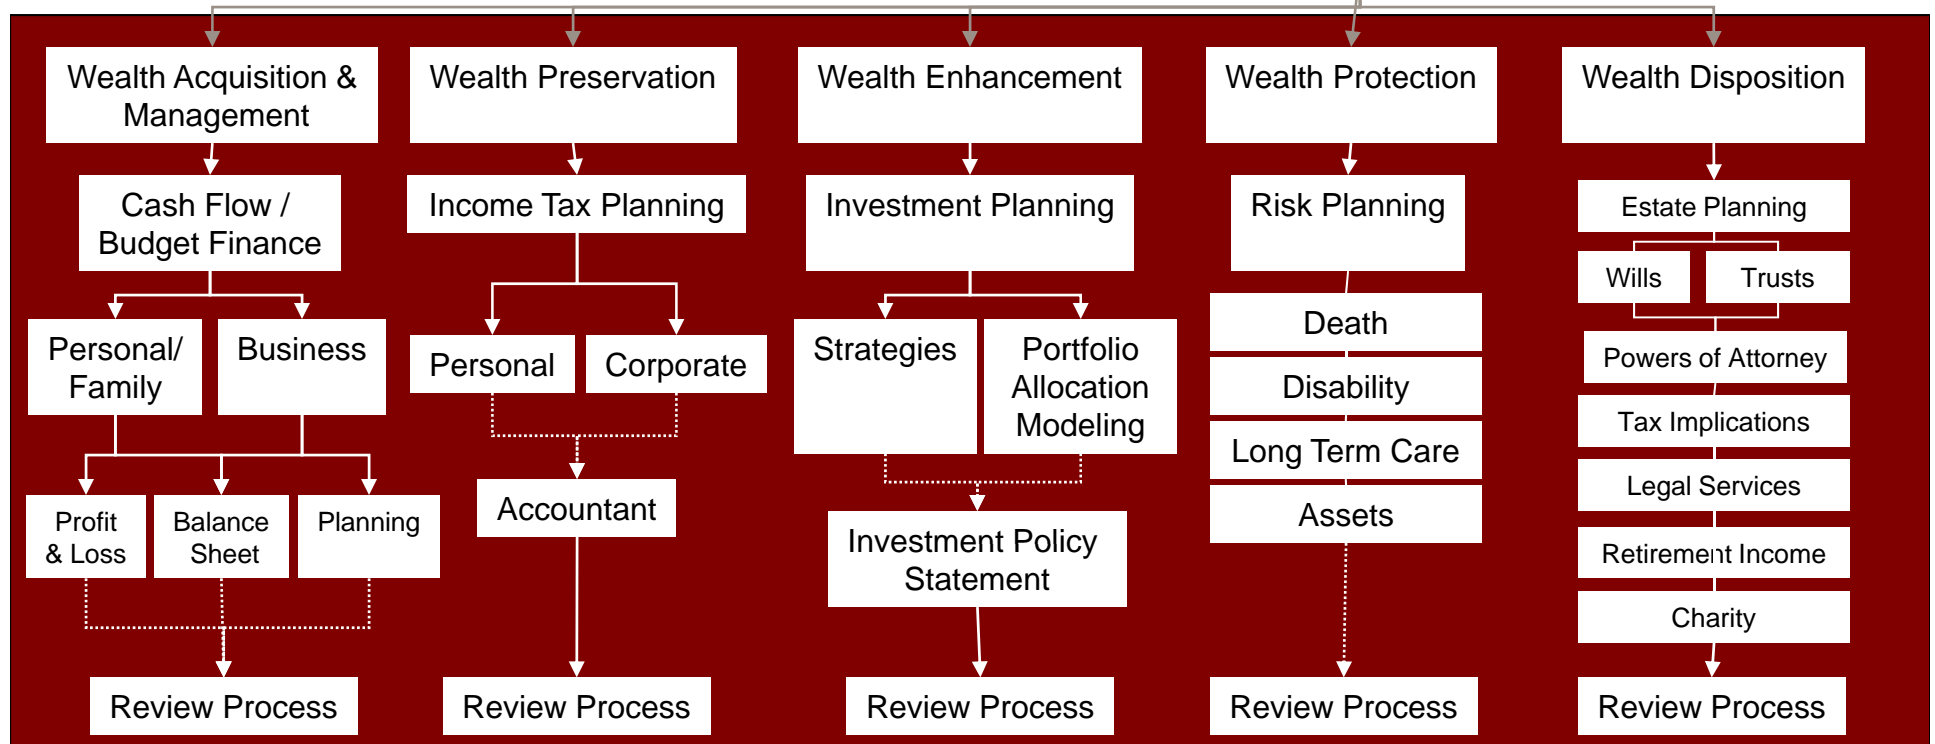 Wealth Acquisition &
Management
Wealth Preservation
Wealth Enhancement
Wealth Protection
Wealth Disposition
Cash Flow /
Budget Finance
Income Tax Planning
Investment Planning
Risk Planning
Estate Planning
Wills
Trusts
Personal/
Family
Business
Personal
Corporate
Strategies
Portfolio
Allocation
Modeling
Death
Disability
Long Term Care
Assets
Powers of Attorney
Tax Implications
Legal Services
Retirement Income
Charity
Profit
& Loss
Balance
Sheet
Planning
Accountant
Investment Policy
Statement
Review Process
Review Process
Review Process
Review Process
Review Process